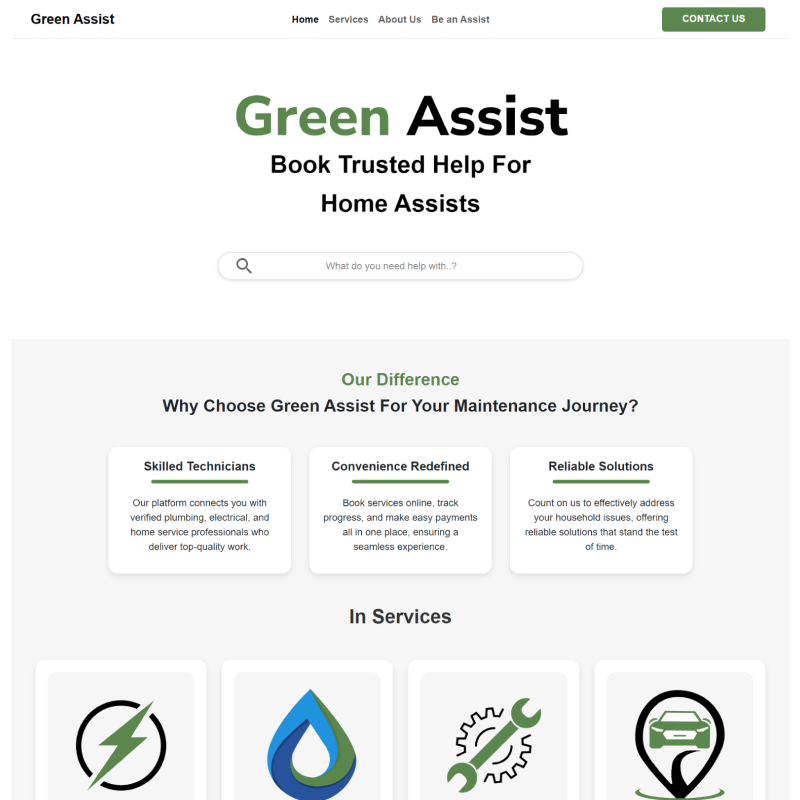 Green Assist
Home Services About Us Be an Assist
CONTACT US
Green Assist
Book Trusted Help For
Home Assists
What do you need help with..?
Our Difference
Why Choose Green Assist For Your Maintenance Journey?
Skilled Technicians
Our platform connects you with
verified plumbing, electrical, and
home service professionals who
deliver top-quality work.
Convenience Redefined
Book services online, track
progress, and make easy payments
all in one place, ensuring a
seamless experience.
Reliable Solutions
Count on us to effectively address
your household issues, offering
reliable solutions that stand the test
of time.
In Services